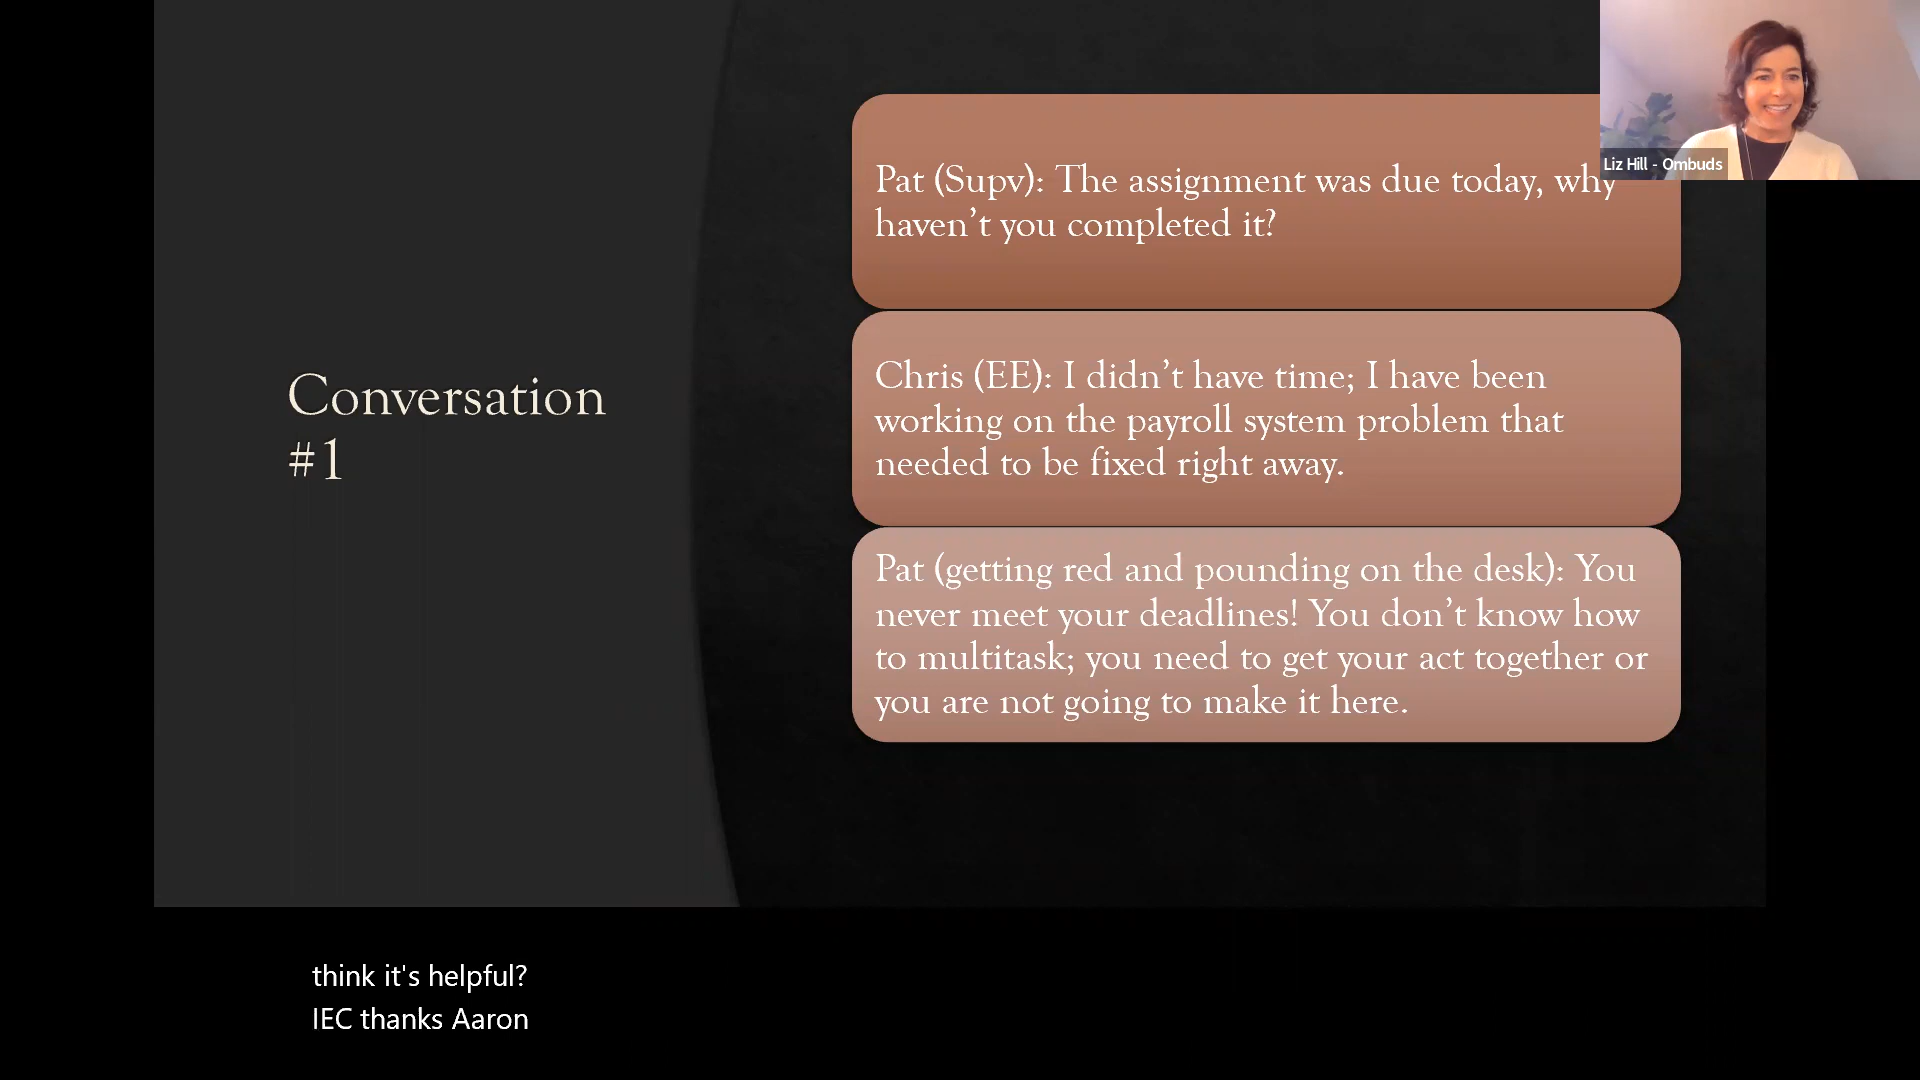 Conversation
#1
Pat (Supv): The assignment was due today, why
haven't you completed it?
Chris (EE): I didn't have time; I have been
working on the payroll system problem that
needed to be fixed right away.
Pat (getting red and pounding on the desk): You
never meet your deadlines! You don't know how
to multitask; you need to get your act together or
you are not going to make it here.
Liz Hill - Ombuds
think it's helpful?
IEC thanks Aaron